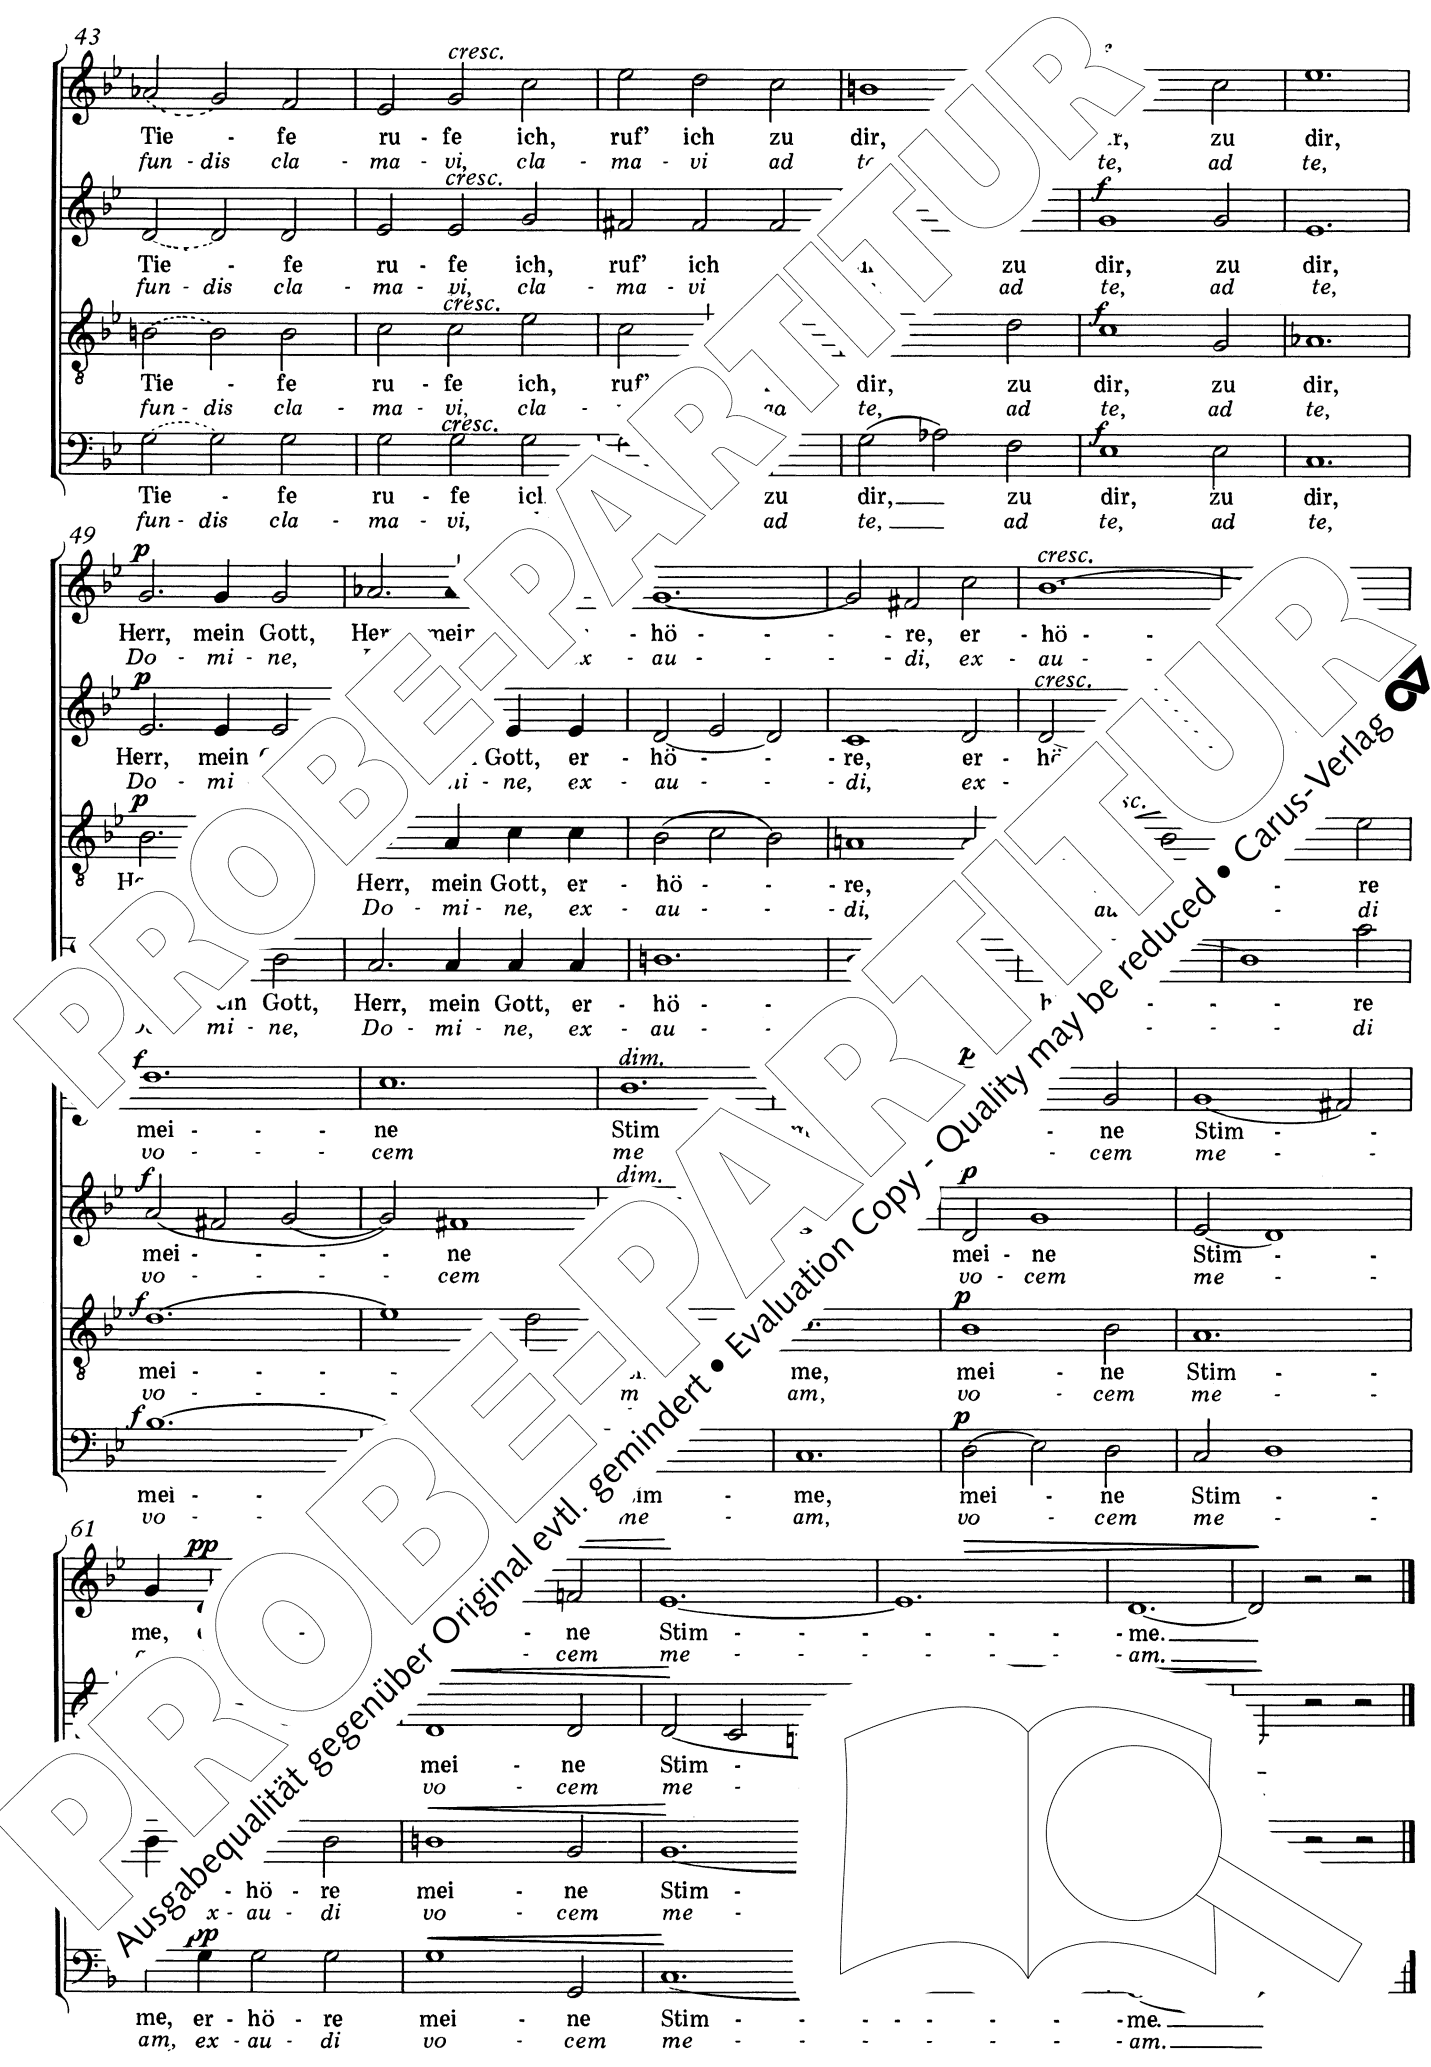 43
cresc.
Tie - fe ru - fe ich, ruf' ich zu dir, zu dir,
fun - dis cla - ma - vi, cla - ma - vi ad te, ad te,
cresc.
f
Tie - fe ru - fe ich, ruf' ich zu dir, zu dir,
fun - dis cla - ma - vi, cla - ma - vi ad te, ad te,
cresc.
f
Tie - fe ru - fe ich, ruf' dir, zu dir, zu dir,
fun - dis cla - ma - vi, cla - te, ad te, ad te,
cresc.
f
Tie - fe ru - fe zu dir, zu dir, zu dir,
fun - dis cla - ma - vi, ad te, ad te, ad te,
49
p
cresc.
Herr, mein Gott, mein - hö - - - re, er - hö - -
Do - mi - ne, - au - - - di, ex - au - -
p
cresc.
Herr, mein Gott, er - hö - - - re, er -
Do - mi - ne, ex - au - - - di, ex -
p
Herr, mein Gott, er - hö - - - re, - re
Do - mi - ne, ex - au - - - di, - di
Gott, Herr, mein Gott, er - hö - - - re
mi - ne, Do - mi - ne, ex - au - - - di
f
dim.
p
mei - - - ne Stim - ne Stim - -
vo - - - cem me - cem me - -
f
dim.
p
mei - - - - ne mei - ne Stim - -
vo - - - - cem vo - cem me - -
f
p
mei - - - me, mei - ne Stim - -
vo - - - am, vo - cem me - -
f
p
mei - - - me, mei - ne Stim - -
vo - - me - am, vo - cem me - -
61
pp
me, - - ne Stim - - - - - - me.
- cem me - - - - - - am.
mei - ne Stim -
vo - cem me -
- hö - re mei - ne Stim -
- au - di vo - cem me -
pp
me, er - hö - re mei - ne Stim - - - - - - me.
am, ex - au - di vo - cem me - - - - - - am.
PROBE-PARTITUR
PROBE-PARTITUR
Ausgabequalität gegenüber Original evtl. gemindert • Evaluation Copy - Quality may be reduced • Carus-Verlag